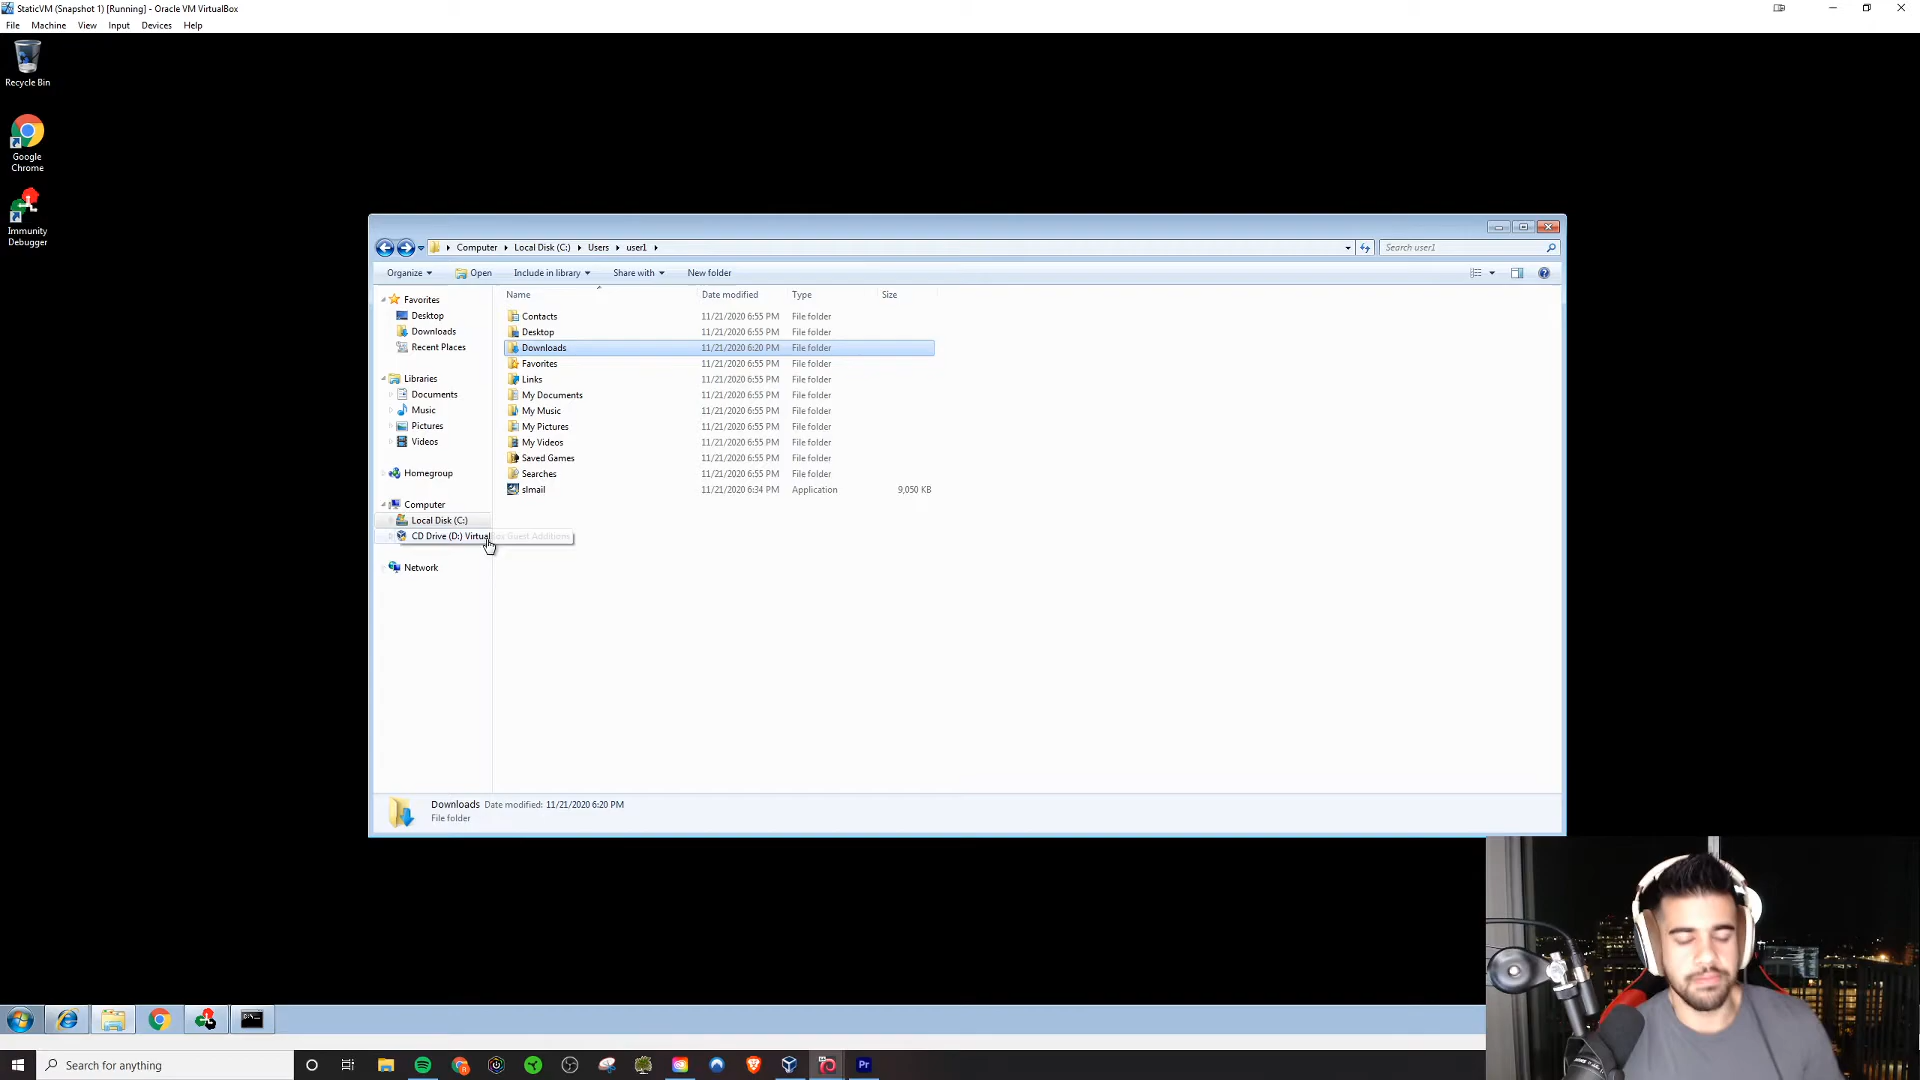 StaticVM (Snapshot 1) [Running] - Oracle VM VirtualBox
File Machine View Input Devices Help
Recycle Bin
Google
Chrome
Immunity
Debugger
Computer Local Disk (C:) Users user1
Search user1
Organize Open Include in library Share with New folder
Name Date modified Type Size
Favorites
Desktop
Downloads
Recent Places
Libraries
Documents
Music
Pictures
Videos
Homegroup
Computer
Local Disk (C:)
CD Drive (D:) VirtualBox Guest Additions
Network
Contacts 11/21/2020 6:55 PM File folder
Desktop 11/21/2020 6:55 PM File folder
Downloads 11/21/2020 6:20 PM File folder
Favorites 11/21/2020 6:55 PM File folder
Links 11/21/2020 6:55 PM File folder
My Documents 11/21/2020 6:55 PM File folder
My Music 11/21/2020 6:55 PM File folder
My Pictures 11/21/2020 6:55 PM File folder
My Videos 11/21/2020 6:55 PM File folder
Saved Games 11/21/2020 6:55 PM File folder
Searches 11/21/2020 6:55 PM File folder
slmail 11/21/2020 6:34 PM Application 9,050 KB
Downloads Date modified: 11/21/2020 6:20 PM
File folder
Search for anything
Pr